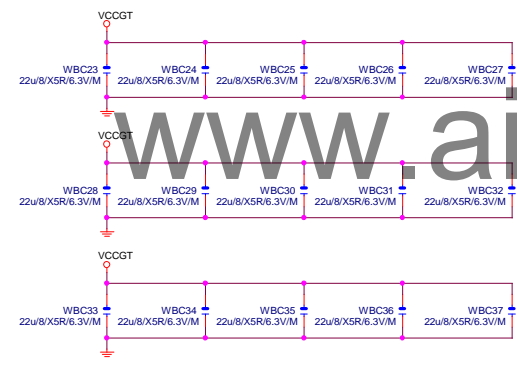 VCCGT
WBC23 WBC24 WBC25 WBC26 WBC27
22u/8/X5R/6.3V/M 22u/8/X5R/6.3V/M 22u/8/X5R/6.3V/M 22u/8/X5R/6.3V/M 22u/8/X5R/6.3V/M
www.ai
VCCGT
WBC28 WBC29 WBC30 WBC31 WBC32
22u/8/X5R/6.3V/M 22u/8/X5R/6.3V/M 22u/8/X5R/6.3V/M 22u/8/X5R/6.3V/M 22u/8/X5R/6.3V/M
VCCGT
WBC33 WBC34 WBC35 WBC36 WBC37
22u/8/X5R/6.3V/M 22u/8/X5R/6.3V/M 22u/8/X5R/6.3V/M 22u/8/X5R/6.3V/M 22u/8/X5R/6.3V/M